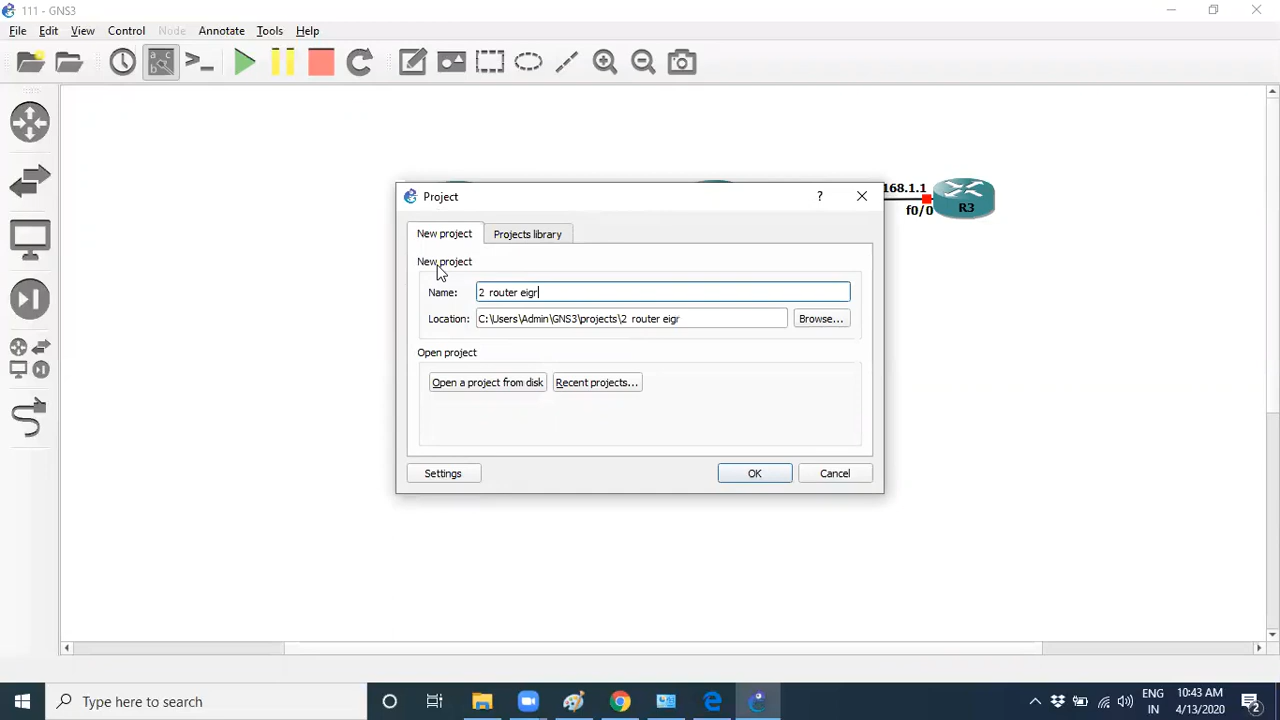 111 - GNS3
File Edit View Control Node Annotate Tools Help
Project
New project Projects library
New project
Name: 2 router eigr
Location: C:\Users\Admin\GNS3\projects\2 router eigr Browse...
Open project
Open a project from disk Recent projects...
Settings OK Cancel
168.1.1
f0/0 R3
Type here to search
ENG
IN
10:43 AM
4/13/2020
2